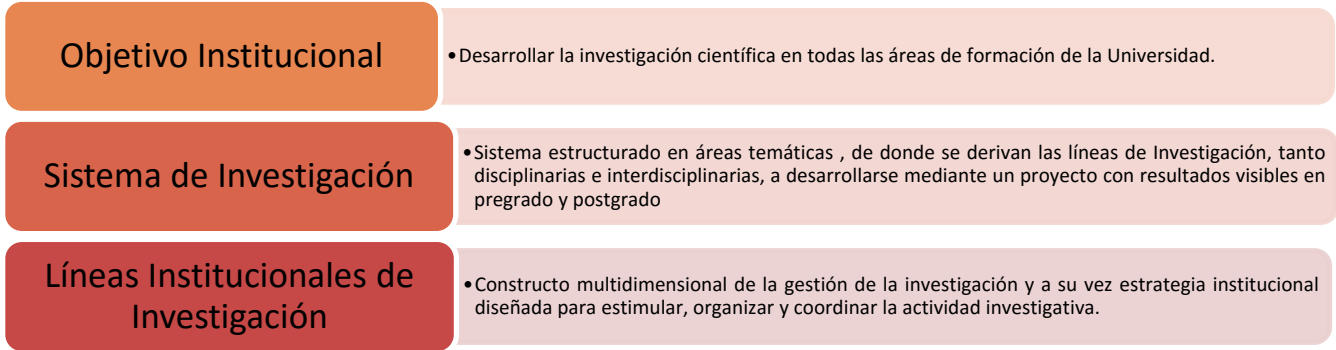 Objetivo Institucional
•Desarrollar la investigación científica en todas las áreas de formación de la Universidad.
Sistema de Investigación
•Sistema estructurado en áreas temáticas , de donde se derivan las líneas de Investigación, tanto
disciplinarias e interdisciplinarias, a desarrollarse mediante un proyecto con resultados visibles en
pregrado y postgrado
Líneas Institucionales de
Investigación
•Constructo multidimensional de la gestión de la investigación y a su vez estrategia institucional
diseñada para estimular, organizar y coordinar la actividad investigativa.